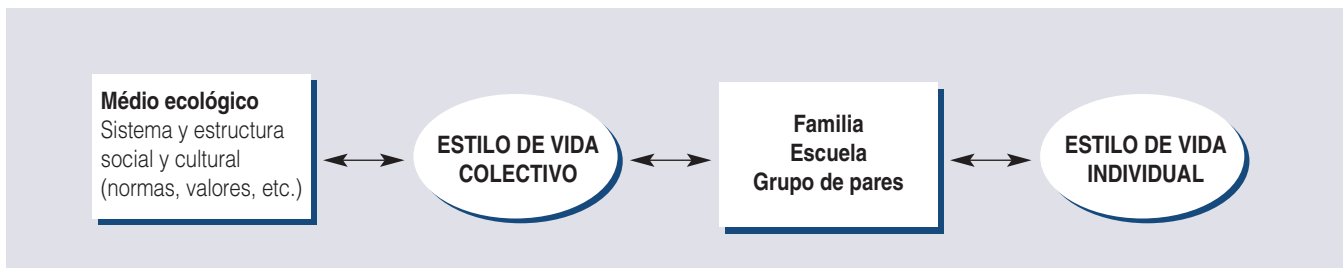 Médio ecológico
Sistema y estructura
social y cultural
(normas, valores, etc.)
ESTILO DE VIDA
COLECTIVO
Familia
Escuela
Grupo de pares
ESTILO DE VIDA
INDIVIDUAL